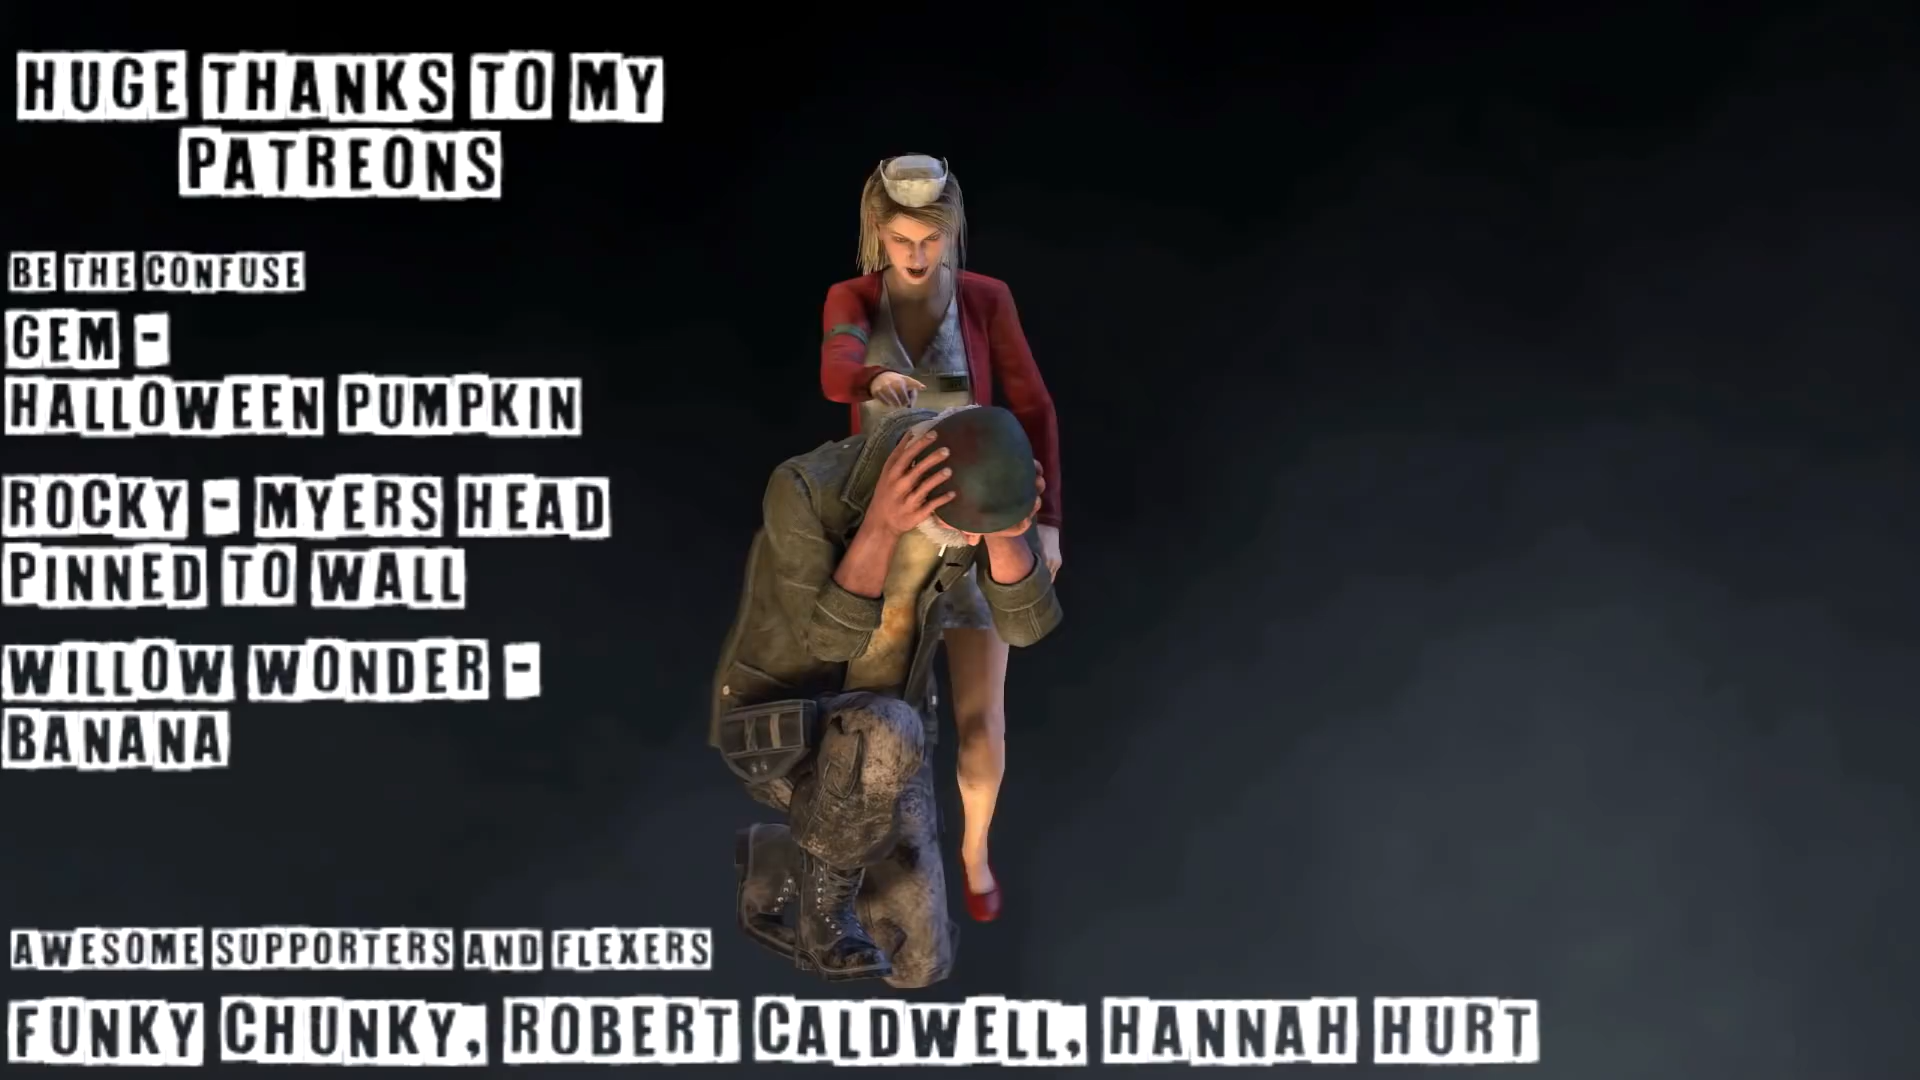 HUGE THANKS TO MY
PATREONS
BE THE CONFUSE
GEM -
HALLOWEEN PUMPKIN
ROCKY - MYERS HEAD
PINNED TO WALL
WILLOW WONDER -
BANANA
AWESOME SUPPORTERS AND FLEXERS
FUNKY CHUNKY, ROBERT CALDWELL, HANNAH HURT